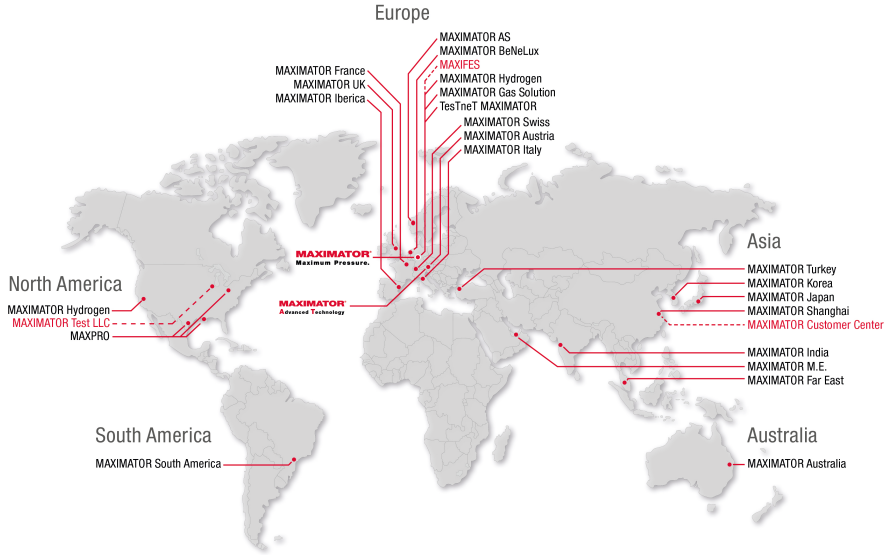 Europe
MAXIMATOR AS
MAXIMATOR BeNeLux
MAXIFES
MAXIMATOR Hydrogen
MAXIMATOR Gas Solution
TesTneT MAXIMATOR
MAXIMATOR France
MAXIMATOR UK
MAXIMATOR Iberica
MAXIMATOR Swiss
MAXIMATOR Austria
MAXIMATOR Italy
MAXIMATOR®
Maximum Pressure.
MAXIMATOR®
Advanced Technology
North America
MAXIMATOR Hydrogen
MAXIMATOR Test LLC
MAXPRO
Asia
MAXIMATOR Turkey
MAXIMATOR Korea
MAXIMATOR Japan
MAXIMATOR Shanghai
MAXIMATOR Customer Center
MAXIMATOR India
MAXIMATOR M.E.
MAXIMATOR Far East
South America
MAXIMATOR South America
Australia
MAXIMATOR Australia